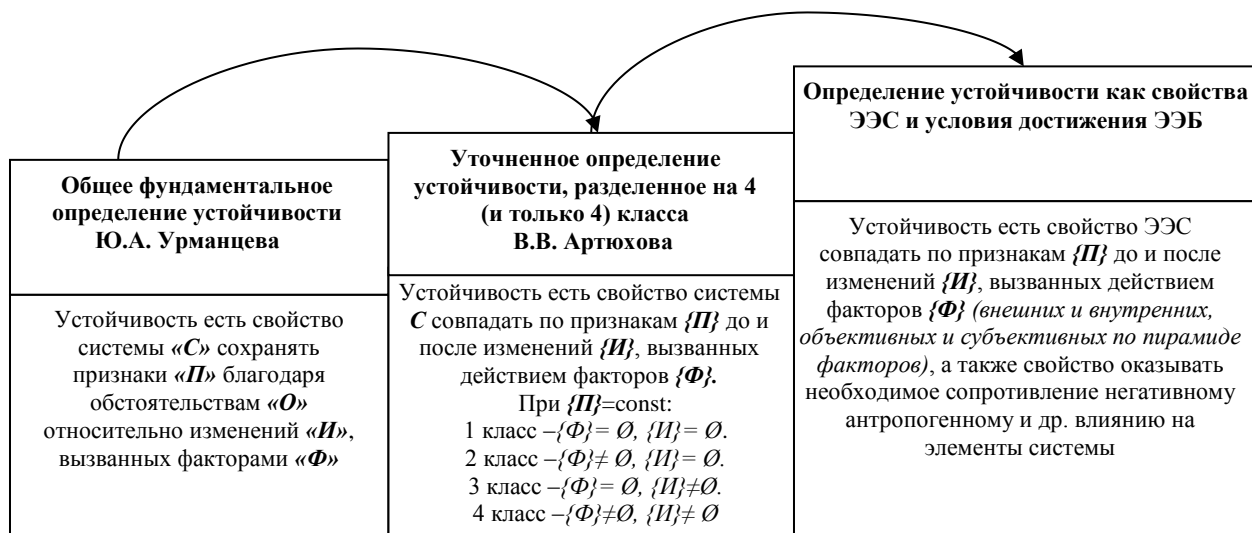 Общее фундаментальное
определение устойчивости
Ю.А. Урманцева
Устойчивость есть свойство
системы «С» сохранять
признаки «П» благодаря
обстоятельствам «О»
относительно изменений «И»,
вызванных факторами «Ф»
Уточненное определение
устойчивости, разделенное на 4
(и только 4) класса
В.В. Артюхова
Устойчивость есть свойство системы
С совпадать по признакам {П} до и
после изменений {И}, вызванных
действием факторов {Ф}.
При {П}=const:
1 класс –{Ф}= Ø, {И}= Ø.
2 класс –{Ф}≠ Ø, {И}= Ø.
3 класс –{Ф}= Ø, {И}≠Ø.
4 класс –{Ф}≠Ø, {И}≠ Ø
Определение устойчивости как свойства
ЭЭС и условия достижения ЭЭБ
Устойчивость есть свойство ЭЭС
совпадать по признакам {П} до и после
изменений {И}, вызванных действием
факторов {Ф} (внешних и внутренних,
объективных и субъективных по пирамиде
факторов), а также свойство оказывать
необходимое сопротивление негативному
антропогенному и др. влиянию на
элементы системы